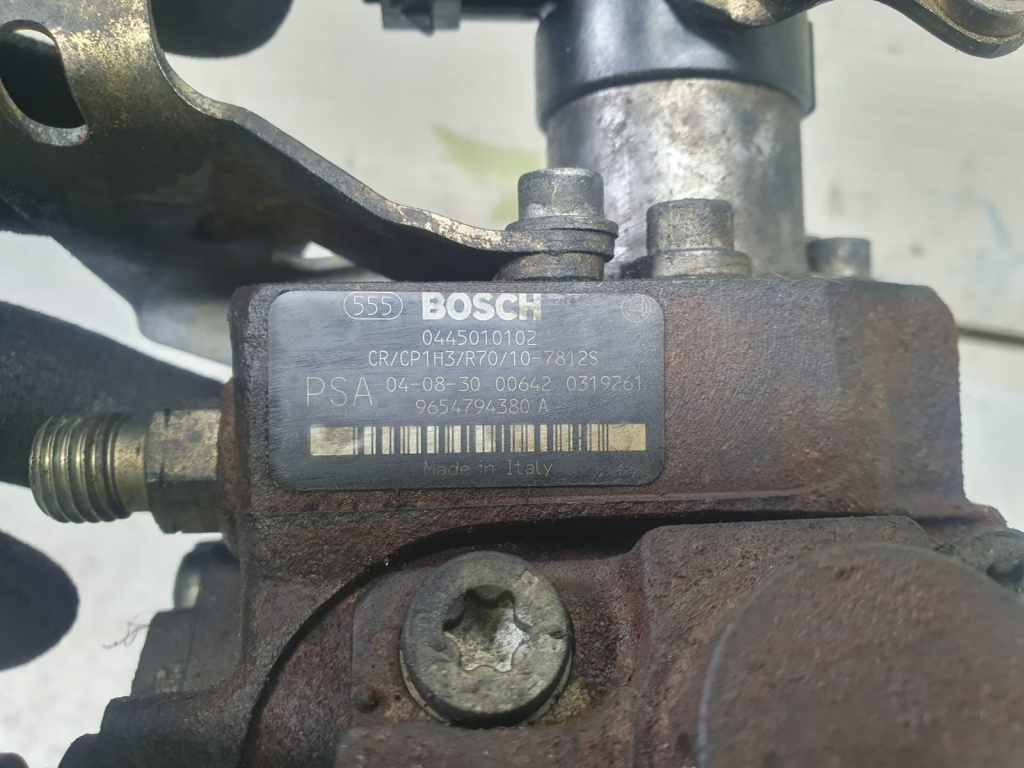 555 BOSCH
0445010102
CR/CP1H3/R70/10-7812S
PSA 04-08-30 00642 0319261
9654794380 A
Made in Italy